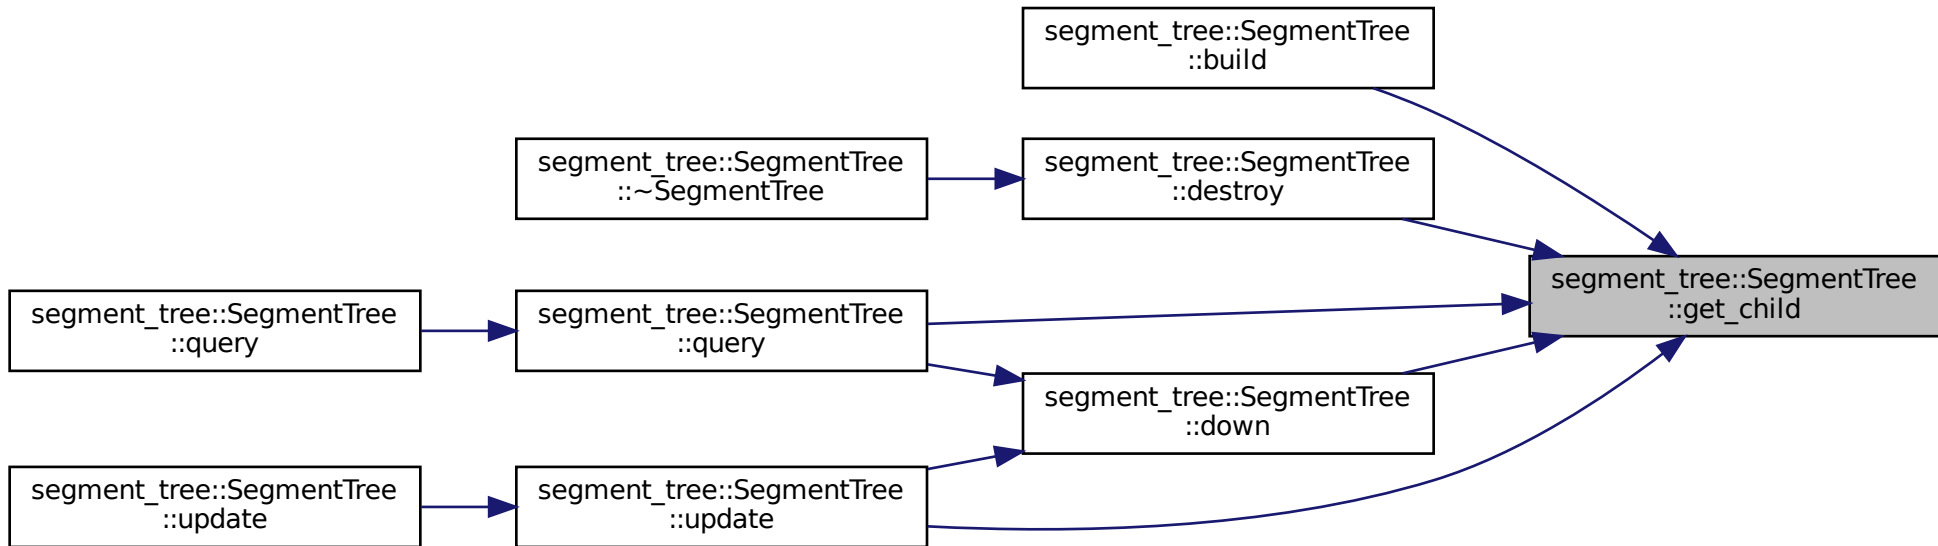 segment_tree::SegmentTree
::build
segment_tree::SegmentTree
::~SegmentTree
segment_tree::SegmentTree
::destroy
segment_tree::SegmentTree
::get_child
segment_tree::SegmentTree
::query
segment_tree::SegmentTree
::query
segment_tree::SegmentTree
::down
segment_tree::SegmentTree
::update
segment_tree::SegmentTree
::update